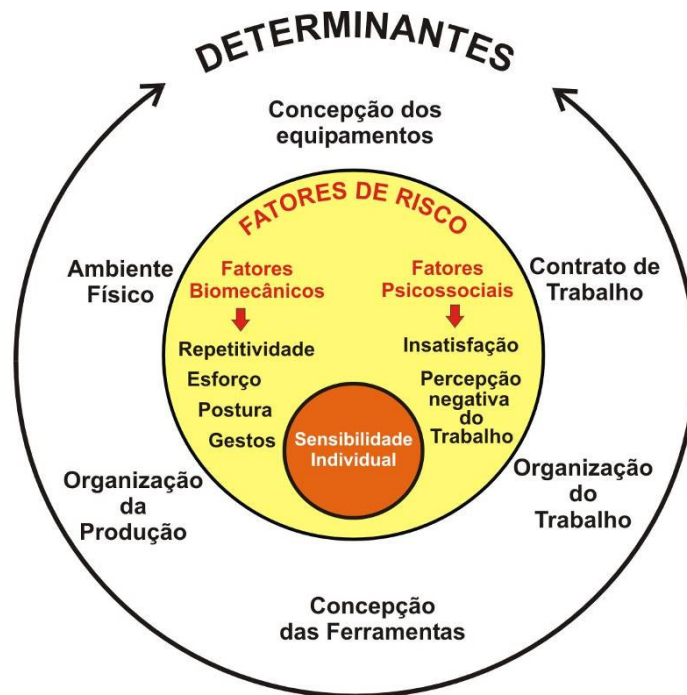 DETERMINANTES
Concepção dos
equipamentos
FATORES DE RISCO
Ambiente
Físico
Fatores
Biomecânicos
Fatores
Psicossociais
Contrato de
Trabalho
Repetitividade
Esforço
Postura
Gestos
Insatisfação
Percepção
negativa
do
Trabalho
Sensibilidade
Individual
Organização
da
Produção
Organização
do
Trabalho
Concepção
das Ferramentas